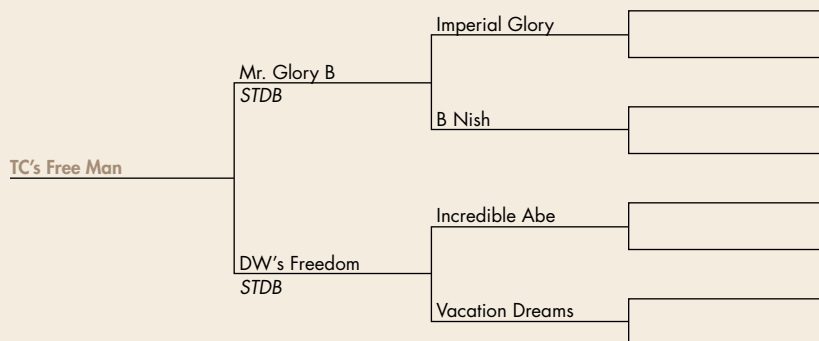 Imperial Glory
Mr. Glory B
STDB
B Nish
TC's Free Man
Incredible Abe
DW's Freedom
STDB
Vacation Dreams